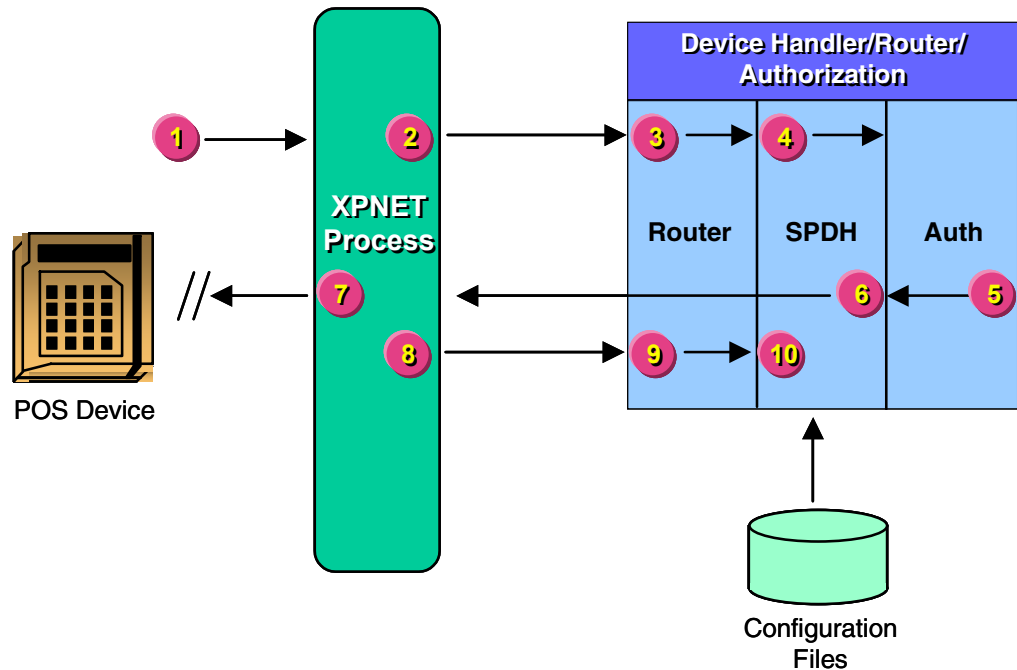 Device Handler/Router/
Authorization
1
2
3
4
XPNET
Process
Router
SPDH
Auth
7
6
5
8
9
10
POS Device
Configuration
Files